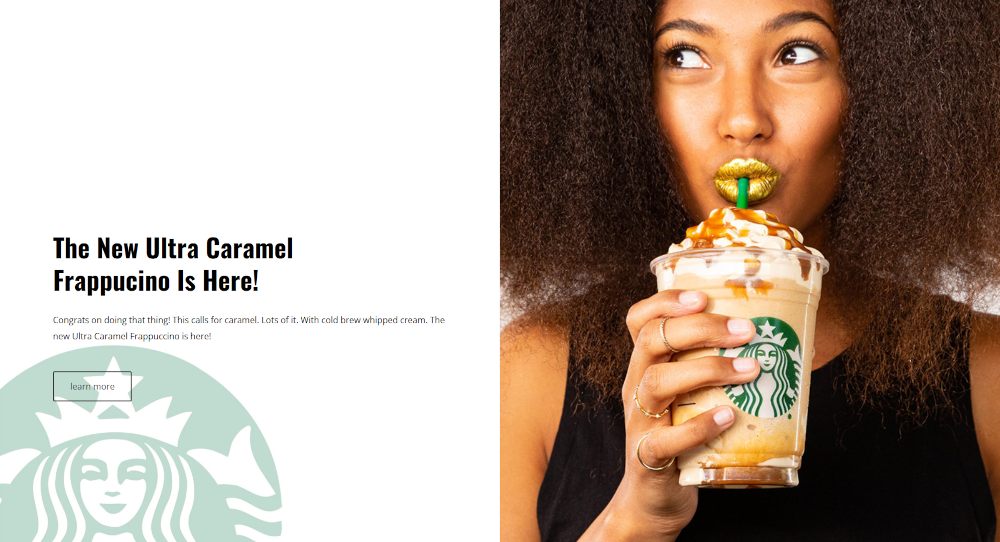 The New Ultra Caramel
Frappucino Is Here!
Congrats on doing that thing! This calls for caramel. Lots of it. With cold brew whipped cream. The
new Ultra Caramel Frappuccino is here!
learn more